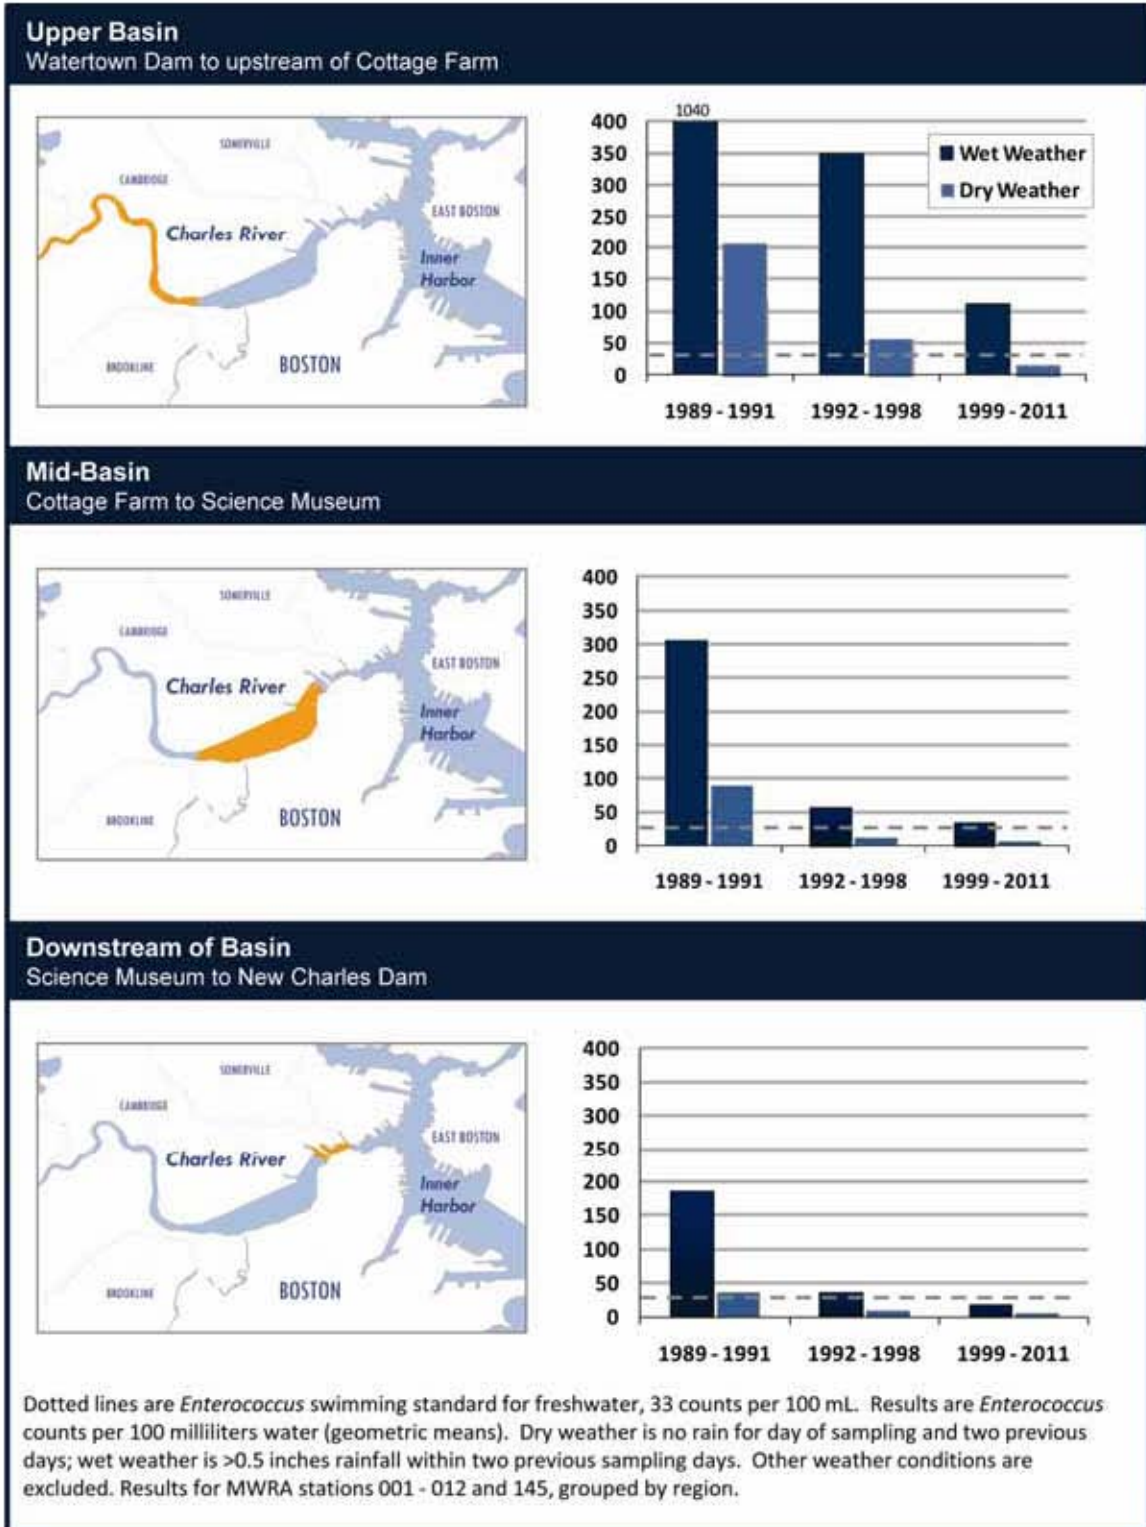 Upper Basin
Watertown Dam to upstream of Cottage Farm
SOMERVILLE
CAMBRIDGE
EAST BOSTON
Charles River
Inner
Harbor
BROOKLINE
BOSTON
1040
400
350
300
250
200
150
100
50
0
Wet Weather
Dry Weather
1989 - 1991
1992 - 1998
1999 - 2011
Mid-Basin
Cottage Farm to Science Museum
SOMERVILLE
CAMBRIDGE
EAST BOSTON
Charles River
Inner
Harbor
BROOKLINE
BOSTON
400
350
300
250
200
150
100
50
0
1989 - 1991
1992 - 1998
1999 - 2011
Downstream of Basin
Science Museum to New Charles Dam
SOMERVILLE
CAMBRIDGE
EAST BOSTON
Charles River
Inner
Harbor
BROOKLINE
BOSTON
400
350
300
250
200
150
100
50
0
1989 - 1991
1992 - 1998
1999 - 2011
Dotted lines are Enterococcus swimming standard for freshwater, 33 counts per 100 mL. Results are Enterococcus
counts per 100 milliliters water (geometric means). Dry weather is no rain for day of sampling and two previous
days; wet weather is >0.5 inches rainfall within two previous sampling days. Other weather conditions are
excluded. Results for MWRA stations 001 - 012 and 145, grouped by region.